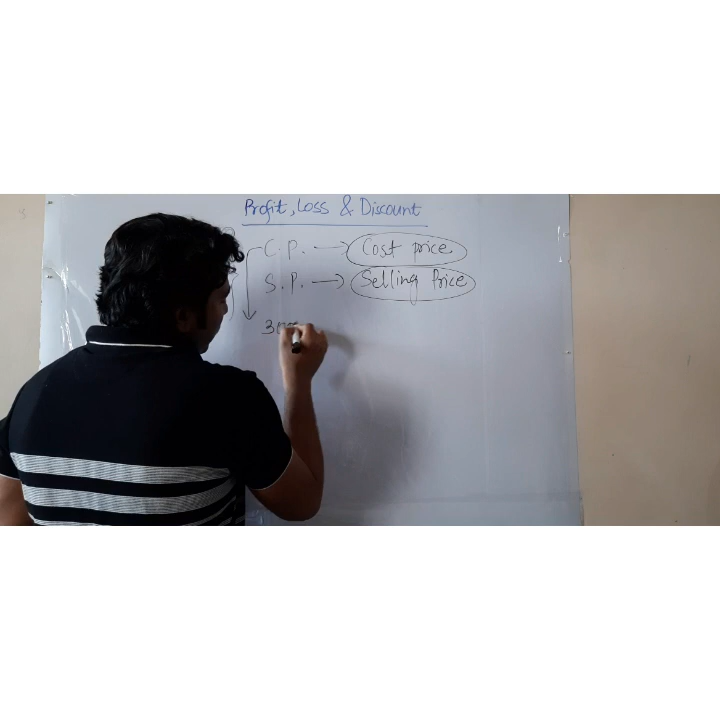 Profit, Loss & Discount
C.P. → Cost price
S.P. → Selling Price